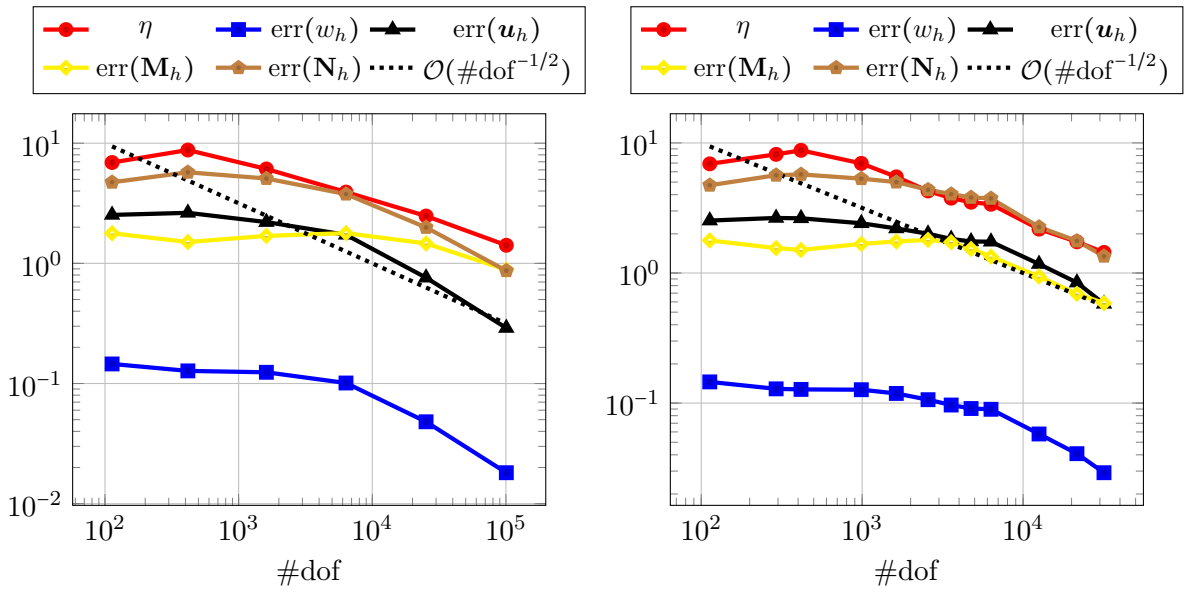 η err(w_h) err(𝒖_h)
err(𝐌_h) err(𝐍_h) 𝒪(#dof^{-1/2})
10^1
10^0
10^{-1}
10^{-2}
10^2 10^3 10^4 10^5
#dof
η err(w_h) err(𝒖_h)
err(𝐌_h) err(𝐍_h) 𝒪(#dof^{-1/2})
10^1
10^0
10^{-1}
10^2 10^3 10^4
#dof